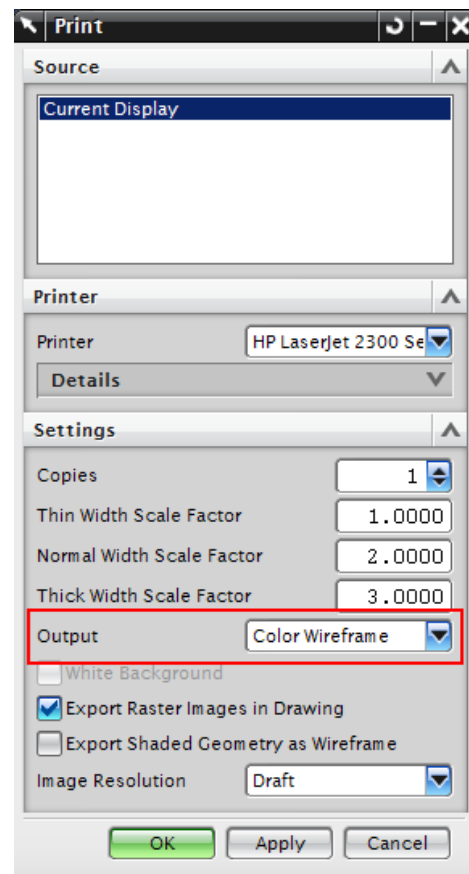 Print
Source
Current Display
Printer
Printer HP LaserJet 2300 Se
Details
Settings
Copies 1
Thin Width Scale Factor 1.0000
Normal Width Scale Factor 2.0000
Thick Width Scale Factor 3.0000
Output Color Wireframe
White Background
Export Raster Images in Drawing
Export Shaded Geometry as Wireframe
Image Resolution Draft
OK Apply Cancel